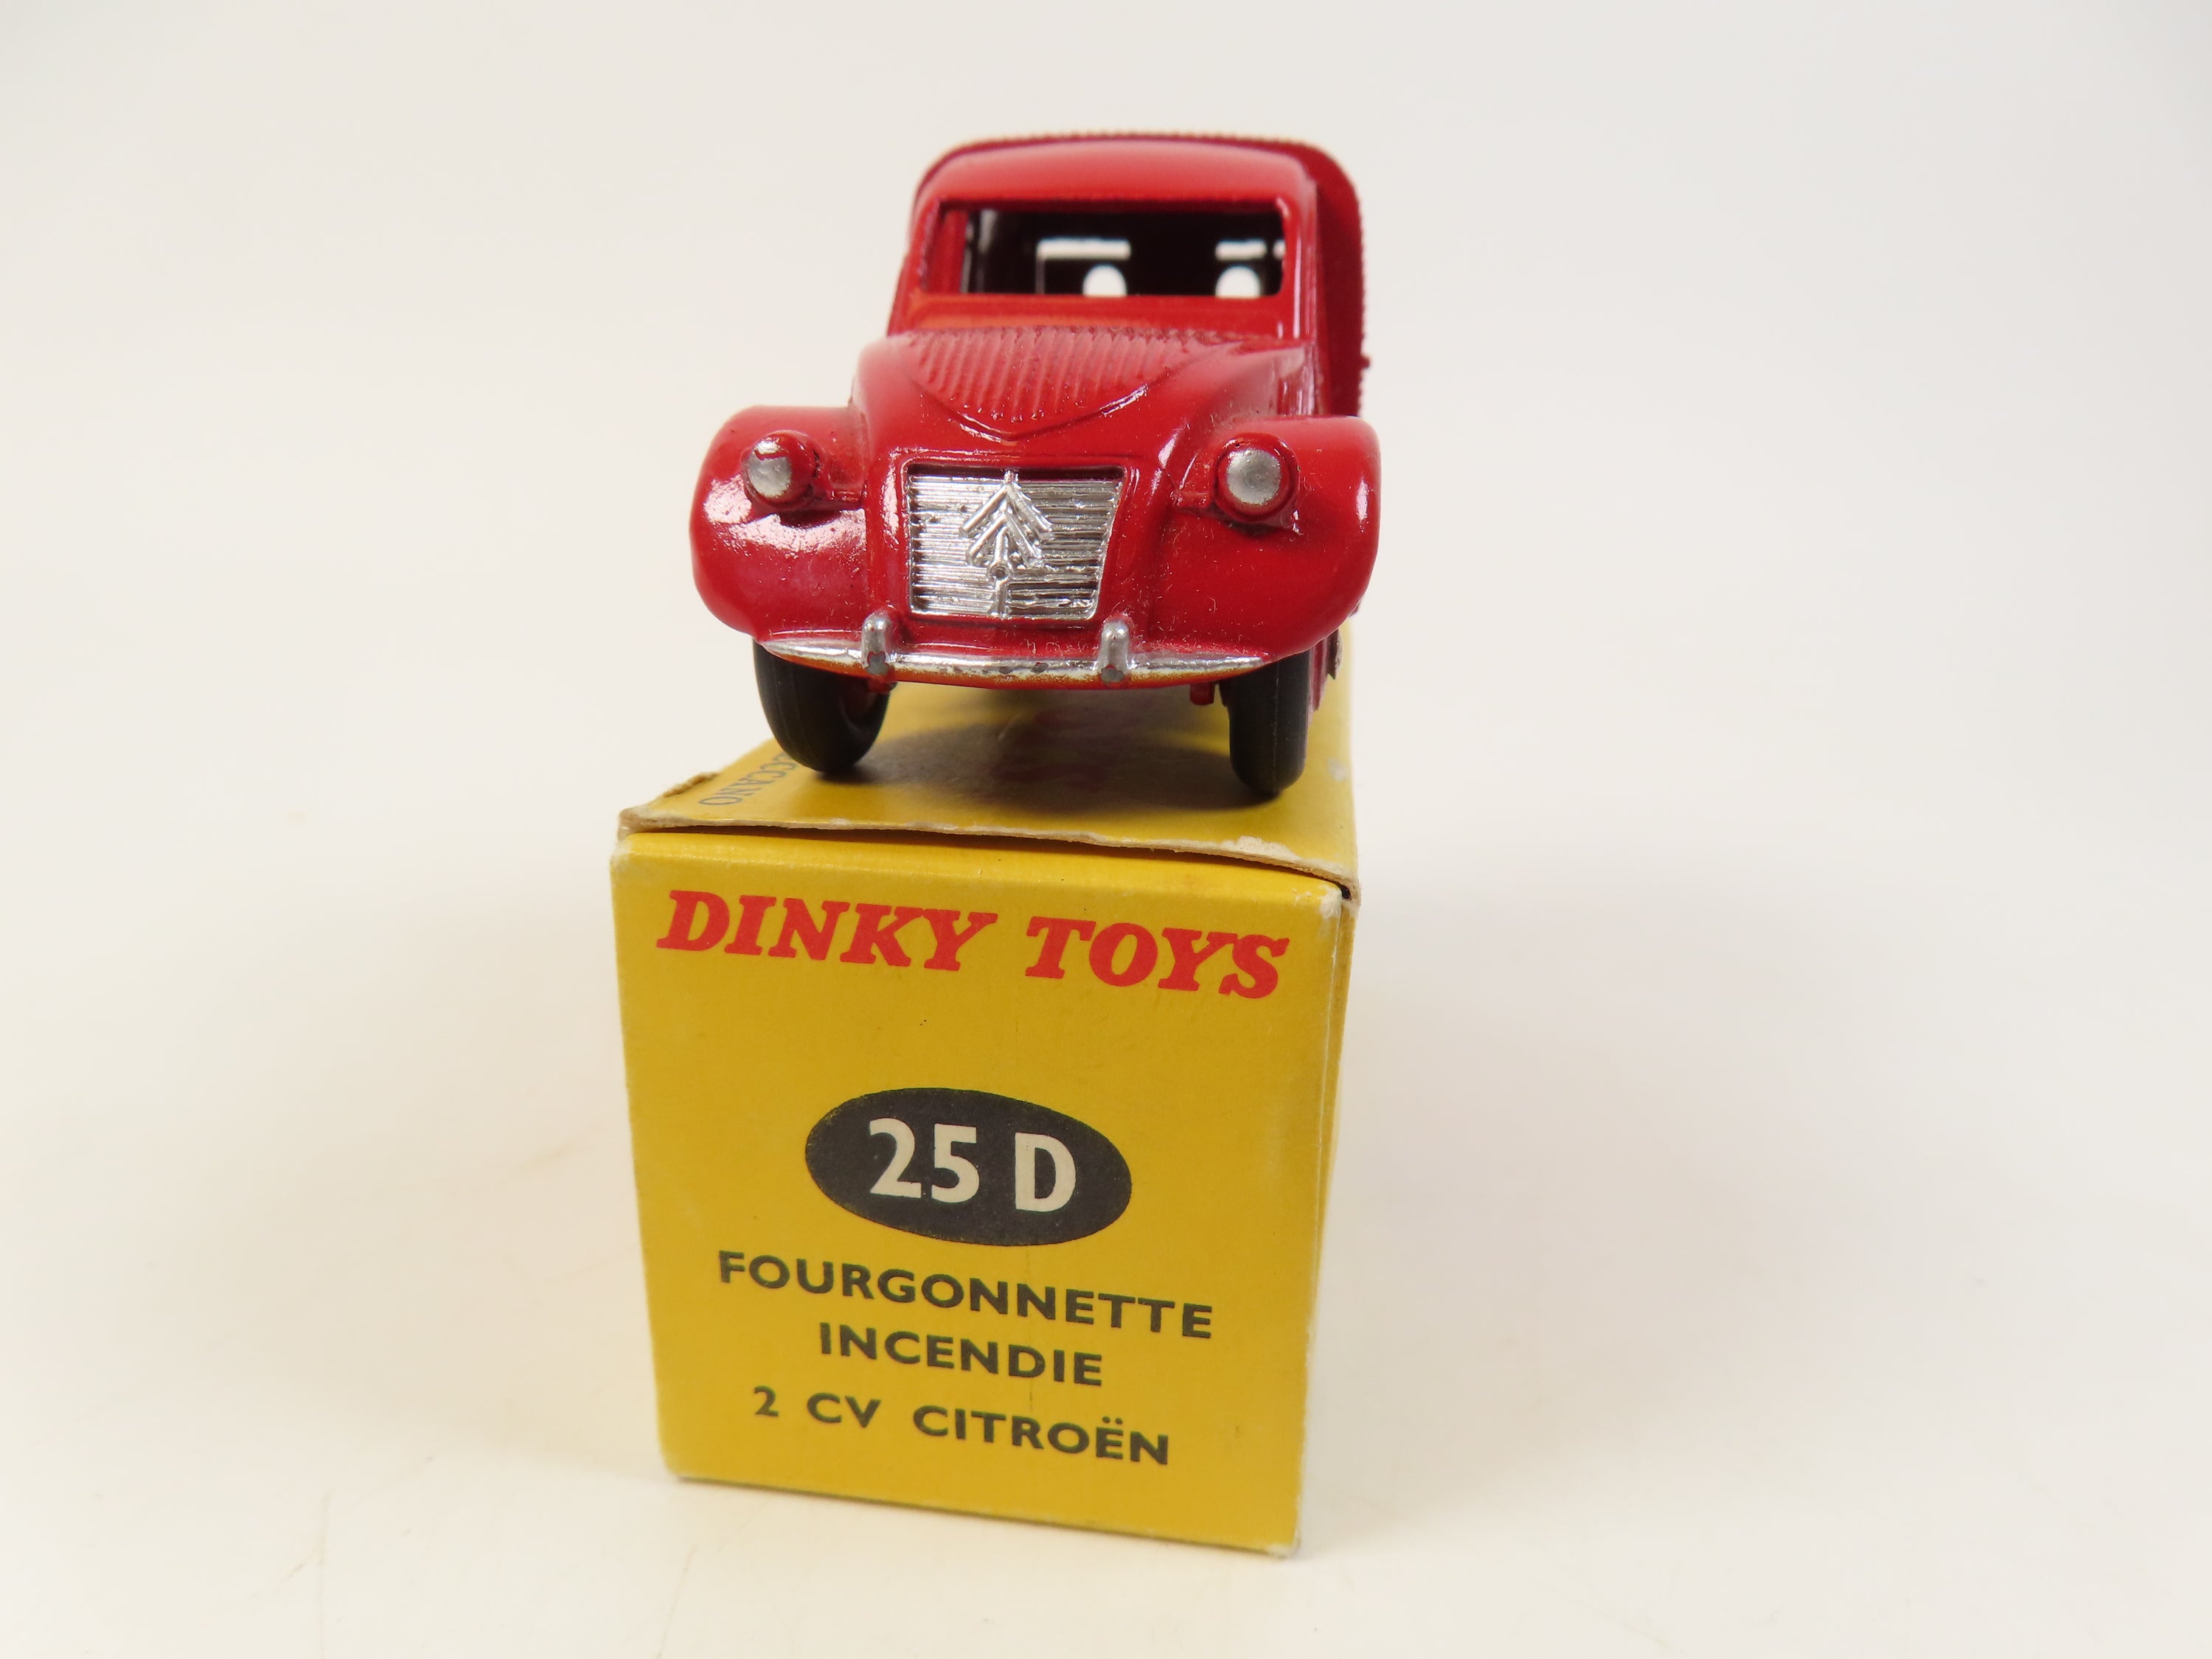 DINKY TOYS
25 D
FOURGONNETTE
INCENDIE
2 CV CITROËN